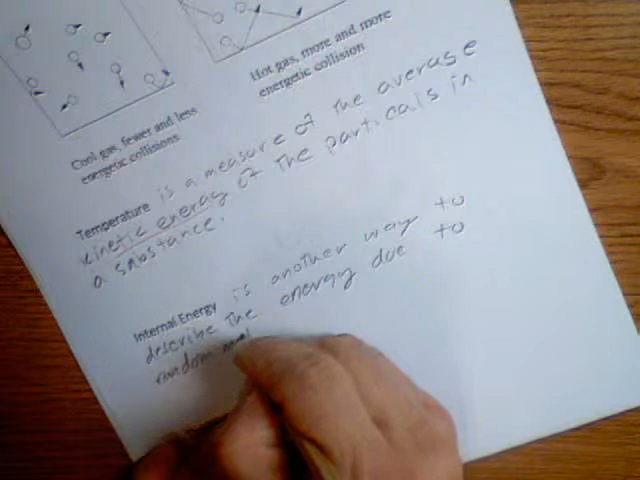 Hot gas, more and more
energetic collision
Cool gas, fewer and less
energetic collisions
Temperature is a measure of the average
kinetic energy of the particals in
a substance.
Internal Energy is another way to
describe the energy due to
random